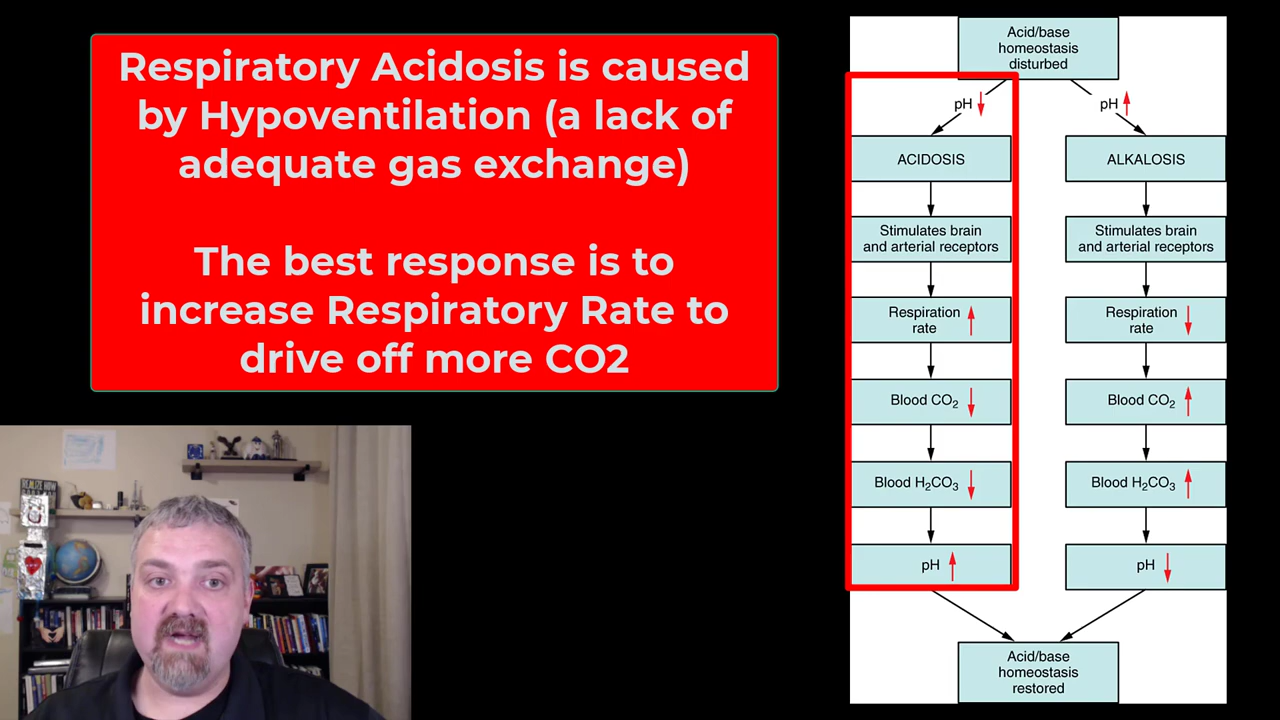 Respiratory Acidosis is caused
by Hypoventilation (a lack of
adequate gas exchange)
The best response is to
increase Respiratory Rate to
drive off more CO2
Acid/base
homeostasis
disturbed
pH
pH
ACIDOSIS
ALKALOSIS
Stimulates brain
and arterial receptors
Stimulates brain
and arterial receptors
Respiration
rate
Respiration
rate
Blood CO₂
Blood CO₂
Blood H₂CO₃
Blood H₂CO₃
pH
pH
Acid/base
homeostasis
restored
REALIZE HOW